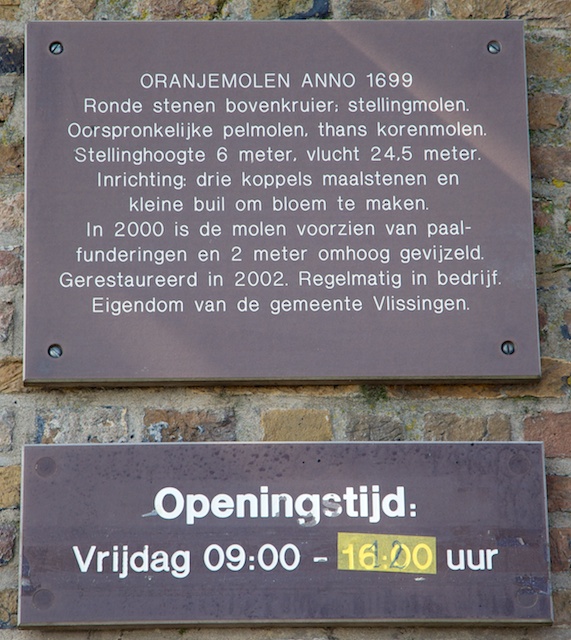 ORANJEMOLEN ANNO 1699
Ronde stenen bovenkruier; stellingmolen.
Oorspronkelijke pelmolen, thans korenmolen.
Stellinghoogte 6 meter, vlucht 24,5 meter.
Inrichting: drie koppels maalstenen en
kleine buil om bloem te maken.
In 2000 is de molen voorzien van paal-
funderingen en 2 meter omhoog gevijzeld.
Gerestaureerd in 2002. Regelmatig in bedrijf.
Eigendom van de gemeente Vlissingen.
Openingstijd:
Vrijdag 09:00 - 16:00 uur